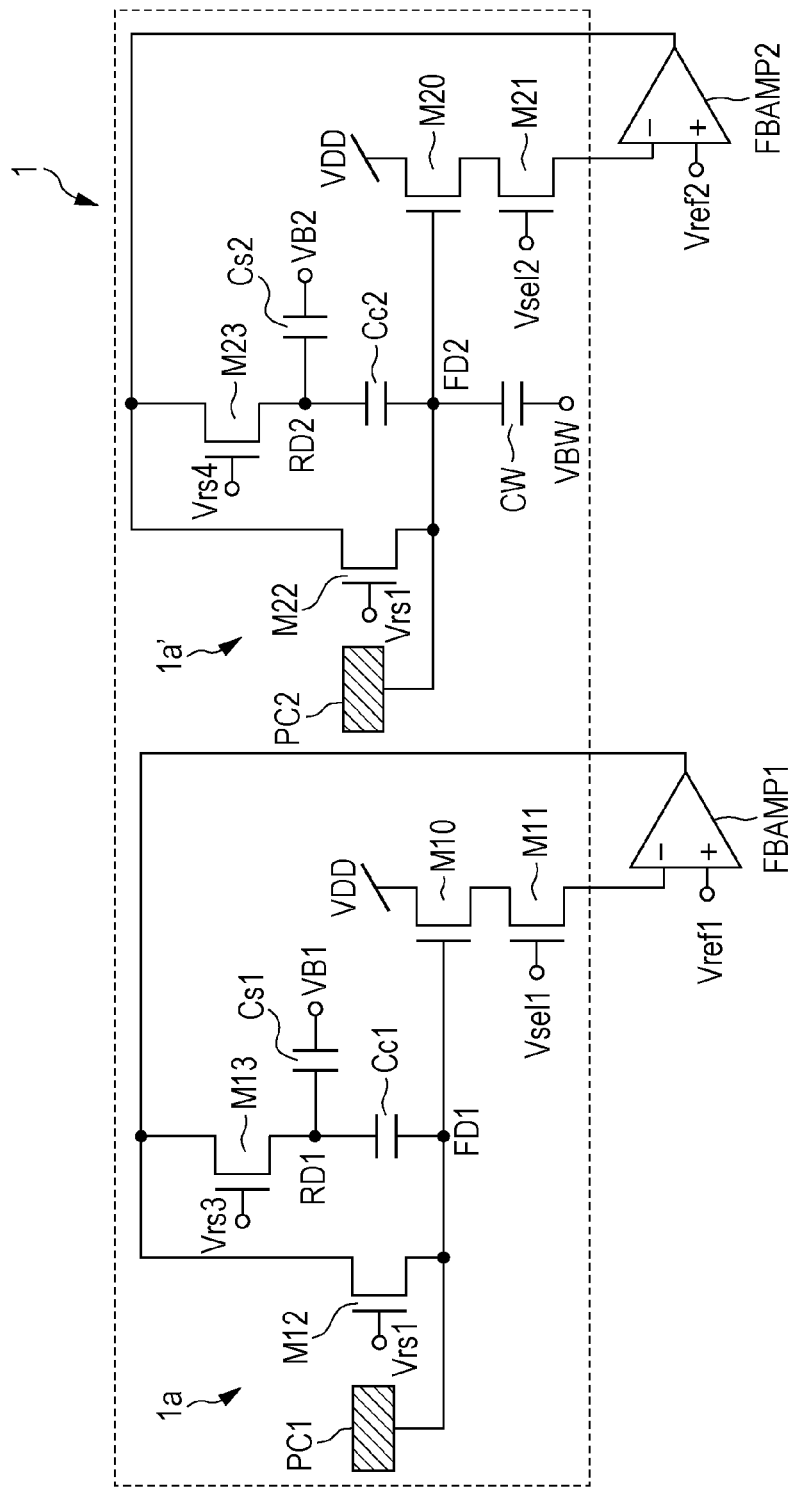 1
1a
PC1
M12
Vrs1
Vrs3
M13
RD1
Cs1
VB1
Cc1
FD1
VDD
M10
M11
Vsel1
Vref1
−
+
FBAMP1
1a’
PC2
M22
Vrs1
Vrs4
M23
RD2
Cs2
VB2
Cc2
FD2
CW
VBW
VDD
M20
M21
Vsel2
Vref2
−
+
FBAMP2